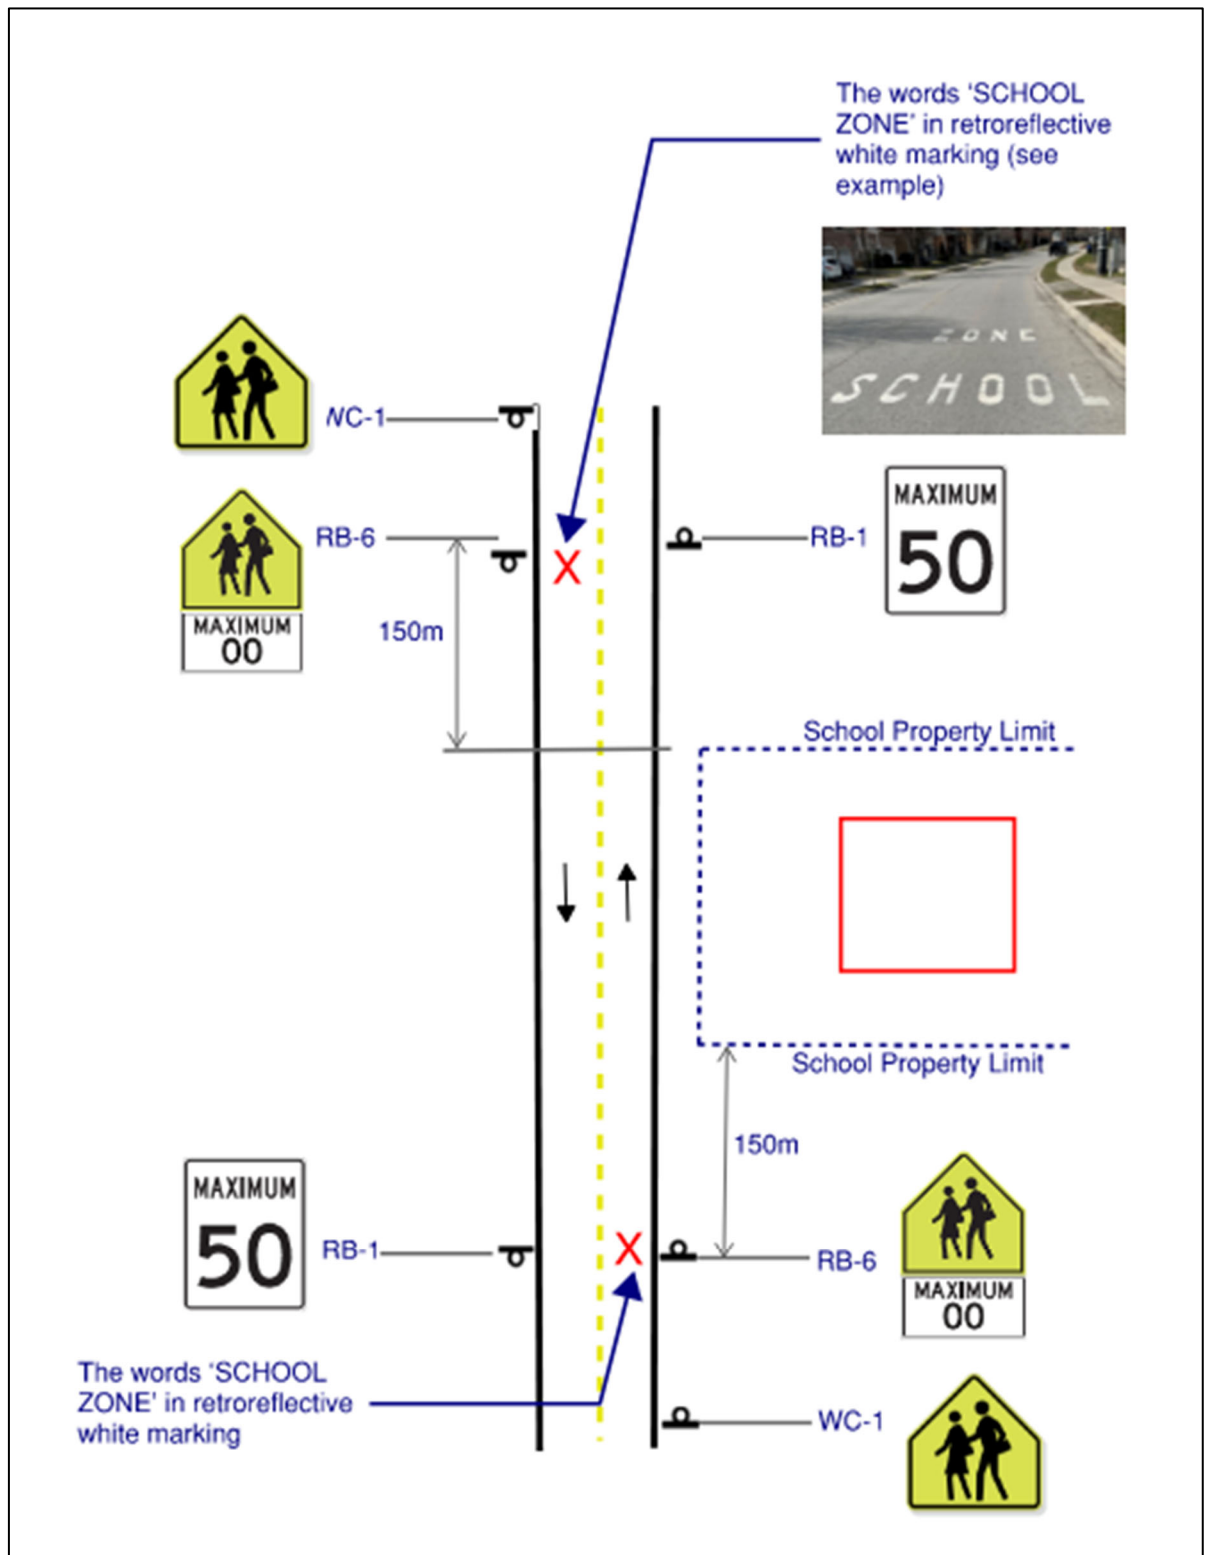 The words ‘SCHOOL
ZONE’ in retroreflective
white marking (see
example)
ZONE
SCHOOL
WC-1
MAXIMUM
50
RB-6
RB-1
MAXIMUM
00
150m
School Property Limit
School Property Limit
150m
MAXIMUM
50
RB-1
RB-6
MAXIMUM
00
The words ‘SCHOOL
ZONE’ in retroreflective
white marking
WC-1